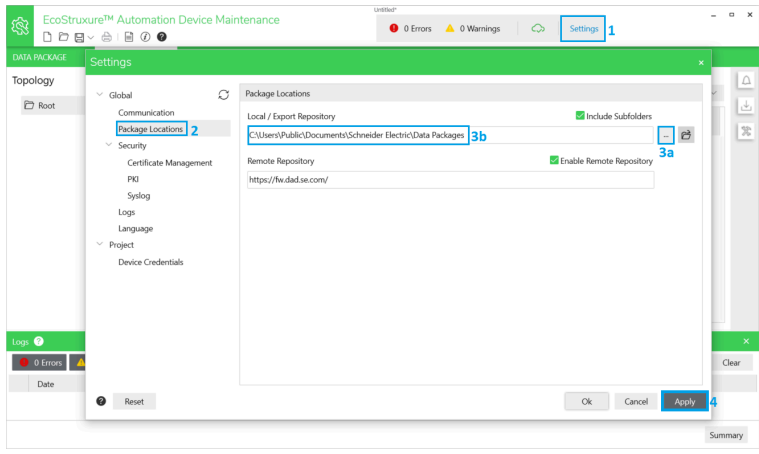 Untitled*
EcoStruxure™ Automation Device Maintenance
0 Errors
0 Warnings
Settings
1
DATA PACKAGE
Settings
Topology
Root
Global
Communication
Package Locations
2
Security
Certificate Management
PKI
Syslog
Logs
Language
Project
Device Credentials
Package Locations
Local / Export Repository
Include Subfolders
C:\Users\Public\Documents\Schneider Electric\Data Packages
3b
...
3a
Remote Repository
Enable Remote Repository
https://fw.dad.se.com/
Logs
0 Errors
Clear
Date
Reset
Ok
Cancel
Apply
4
Summary